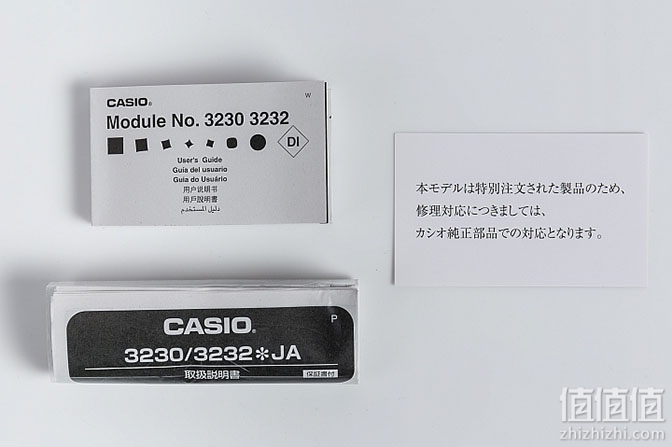 CASIO®
W
Module No. 3230 3232
DI
User's Guide
Guía del usuario
Guia do Usuário
用户说明书
用戶說明書
دليل المستخدم
本モデルは特別注文された製品のため、
修理対応につきましては、
カシオ純正部品での対応となります。
CASIO®
P
3230/3232✽JA
取扱説明書
保証書付
值值值
zhizhizhi.com